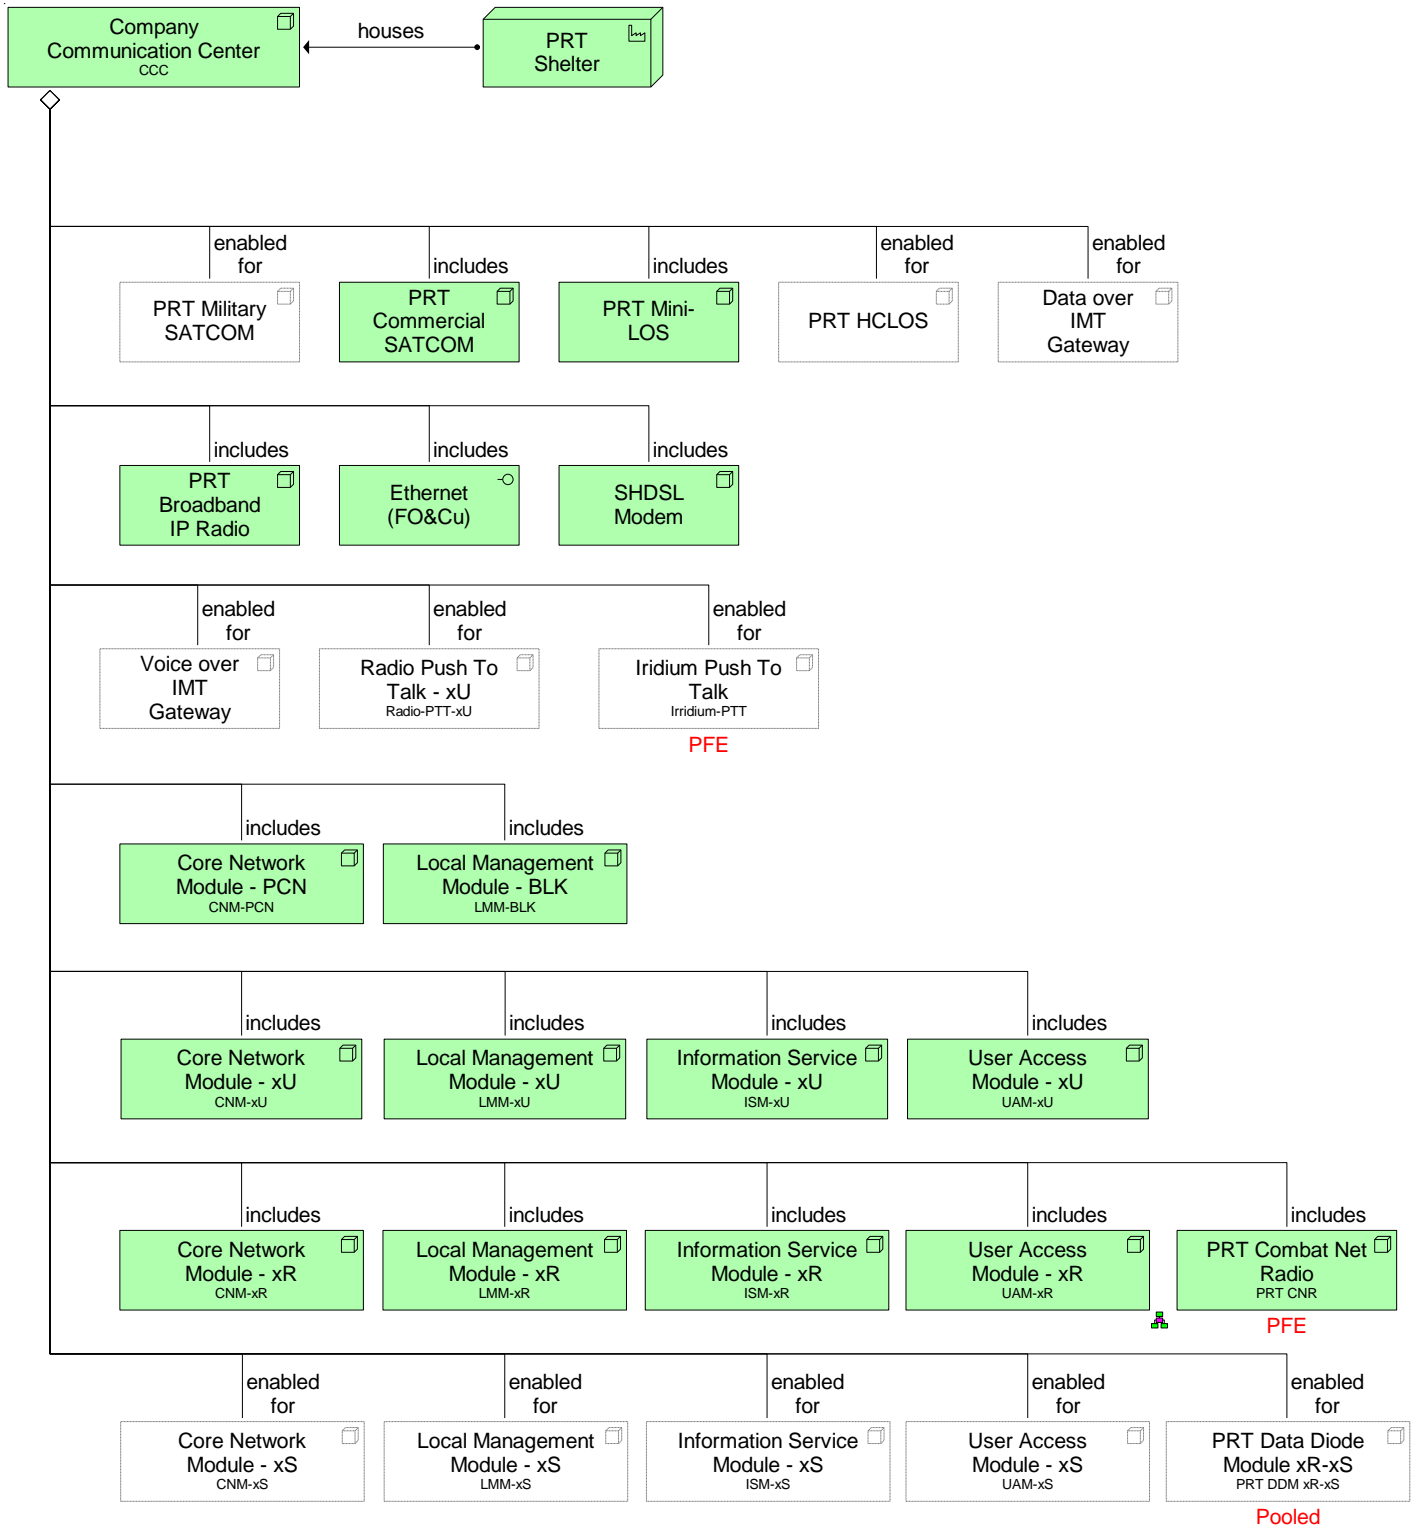 Company
Communication Center
CCC
houses
PRT
Shelter
enabled
for
includes
includes
enabled
for
enabled
for
PRT Military
SATCOM
PRT
Commercial
SATCOM
PRT Mini-
LOS
PRT HCLOS
Data over
IMT
Gateway
includes
includes
includes
PRT
Broadband
IP Radio
Ethernet
(FO&Cu)
SHDSL
Modem
enabled
for
enabled
for
enabled
for
Voice over
IMT
Gateway
Radio Push To
Talk - xU
Radio-PTT-xU
Iridium Push To
Talk
Irridium-PTT
PFE
includes
includes
Core Network
Module - PCN
CNM-PCN
Local Management
Module - BLK
LMM-BLK
includes
includes
includes
includes
Core Network
Module - xU
CNM-xU
Local Management
Module - xU
LMM-xU
Information Service
Module - xU
ISM-xU
User Access
Module - xU
UAM-xU
includes
includes
includes
includes
includes
Core Network
Module - xR
CNM-xR
Local Management
Module - xR
LMM-xR
Information Service
Module - xR
ISM-xR
User Access
Module - xR
UAM-xR
PRT Combat Net
Radio
PRT CNR
PFE
enabled
for
enabled
for
enabled
for
enabled
for
enabled
for
Core Network
Module - xS
CNM-xS
Local Management
Module - xS
LMM-xS
Information Service
Module - xS
ISM-xS
User Access
Module - xS
UAM-xS
PRT Data Diode
Module xR-xS
PRT DDM xR-xS
Pooled